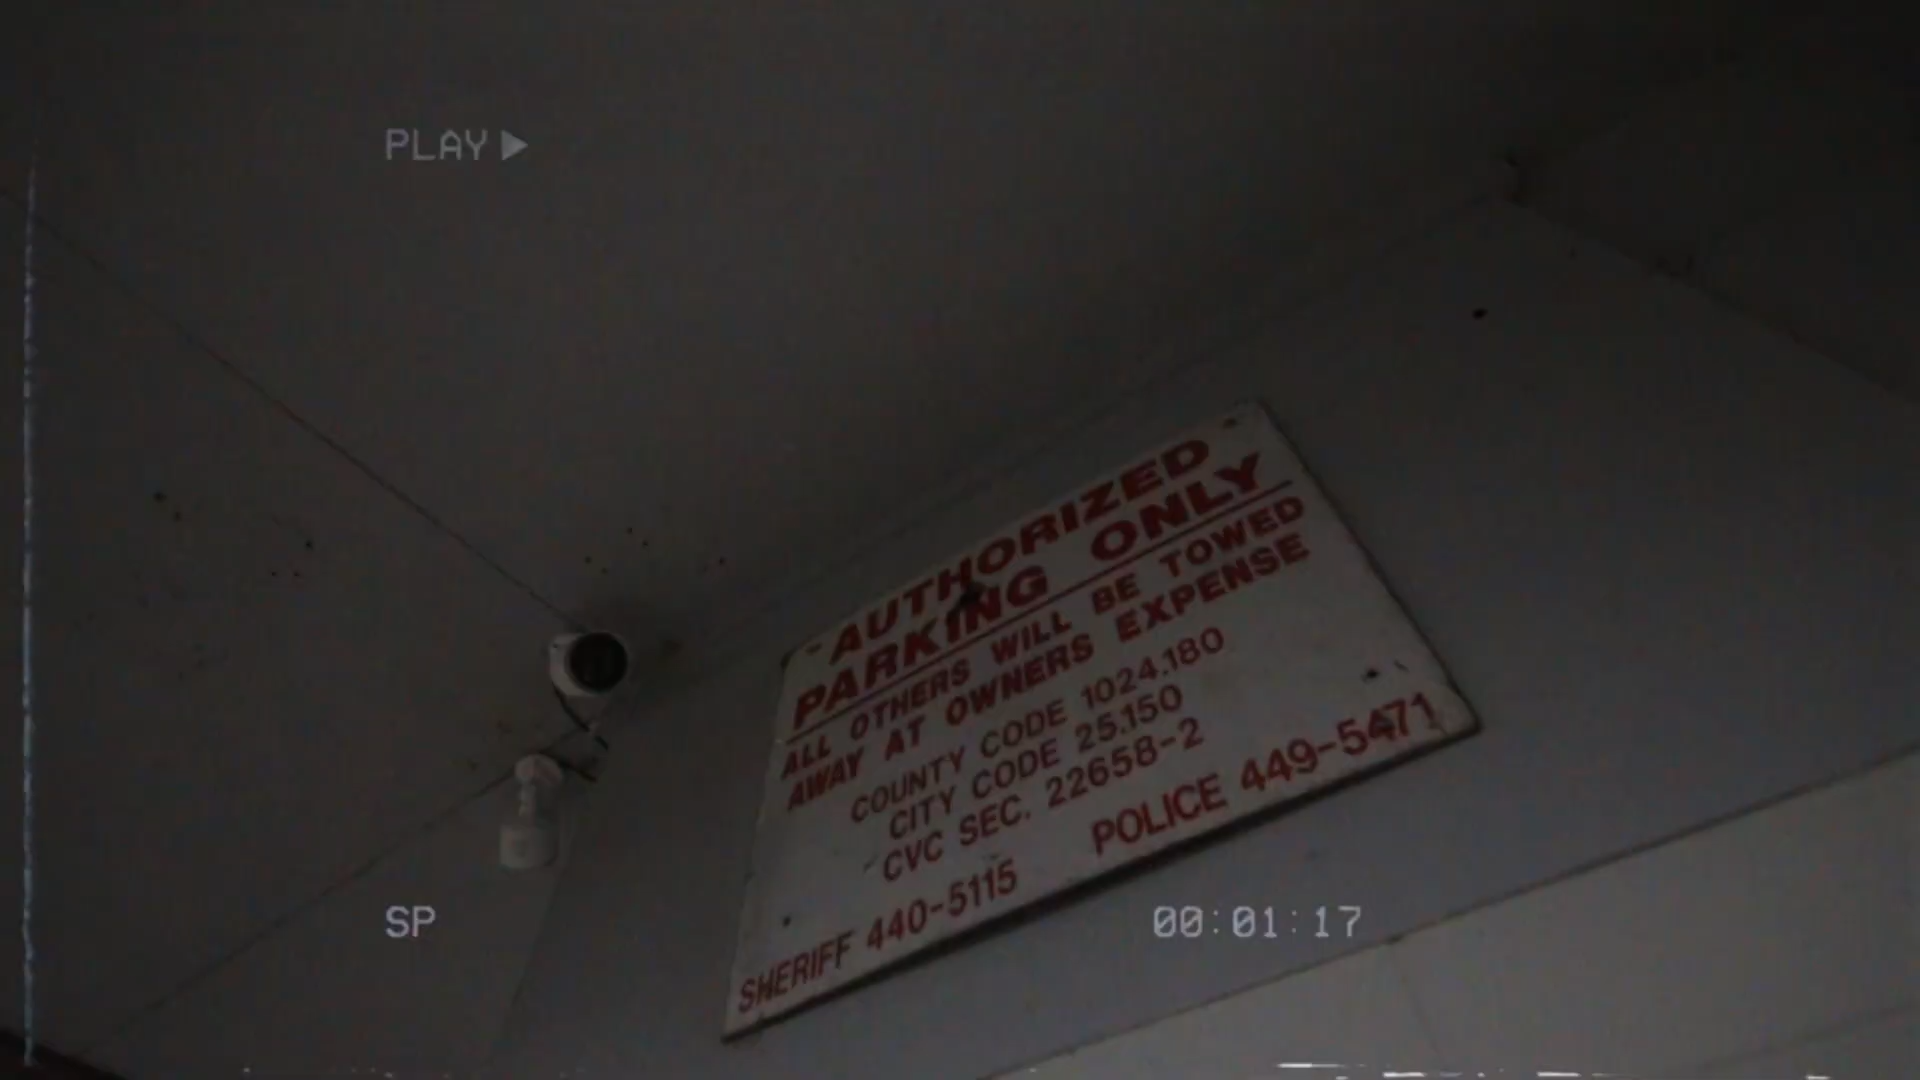 PLAY
AUTHORIZED
PARKING ONLY
ALL OTHERS WILL BE TOWED
AWAY AT OWNERS EXPENSE
COUNTY CODE 1024.180
CITY CODE 25.150
CVC SEC. 22658-2
SHERIFF 440-5115 POLICE 449-5471
SP 00:01:17